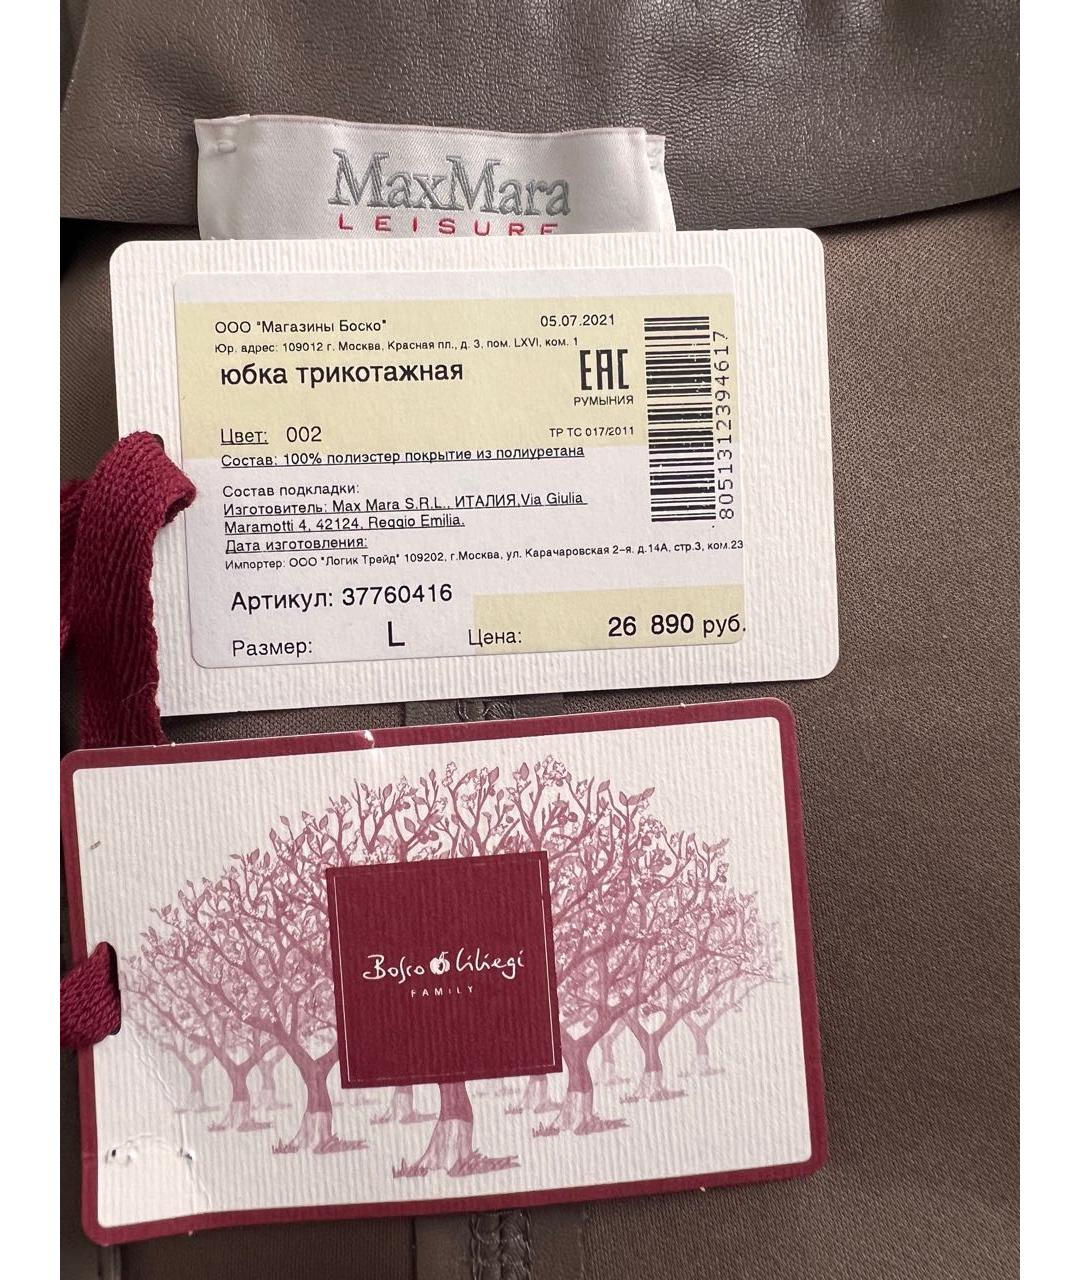 MaxMara
LEISURE
ООО "Магазины Боско" 05.07.2021
Юр. адрес: 109012 г. Москва, Красная пл., д. 3, пом. LXVI, ком. 1
юбка трикотажная
EAC
РУМЫНИЯ
Цвет: 002 ТР ТС 017/2011
Состав: 100% полиэстер покрытие из полиуретана
Состав подкладки:
Изготовитель: Max Mara S.R.L., ИТАЛИЯ,Via Giulia
Maramotti 4, 42124, Reggio Emilia.
Дата изготовления:
Импортер: ООО "Логик Трейд" 109202, г.Москва, ул. Карачаровская 2-я, д.14А, стр.3, ком.23
Артикул: 37760416
Размер: L Цена: 26 890 руб.
8051312394617
Bosco Ciliegi
FAMILY